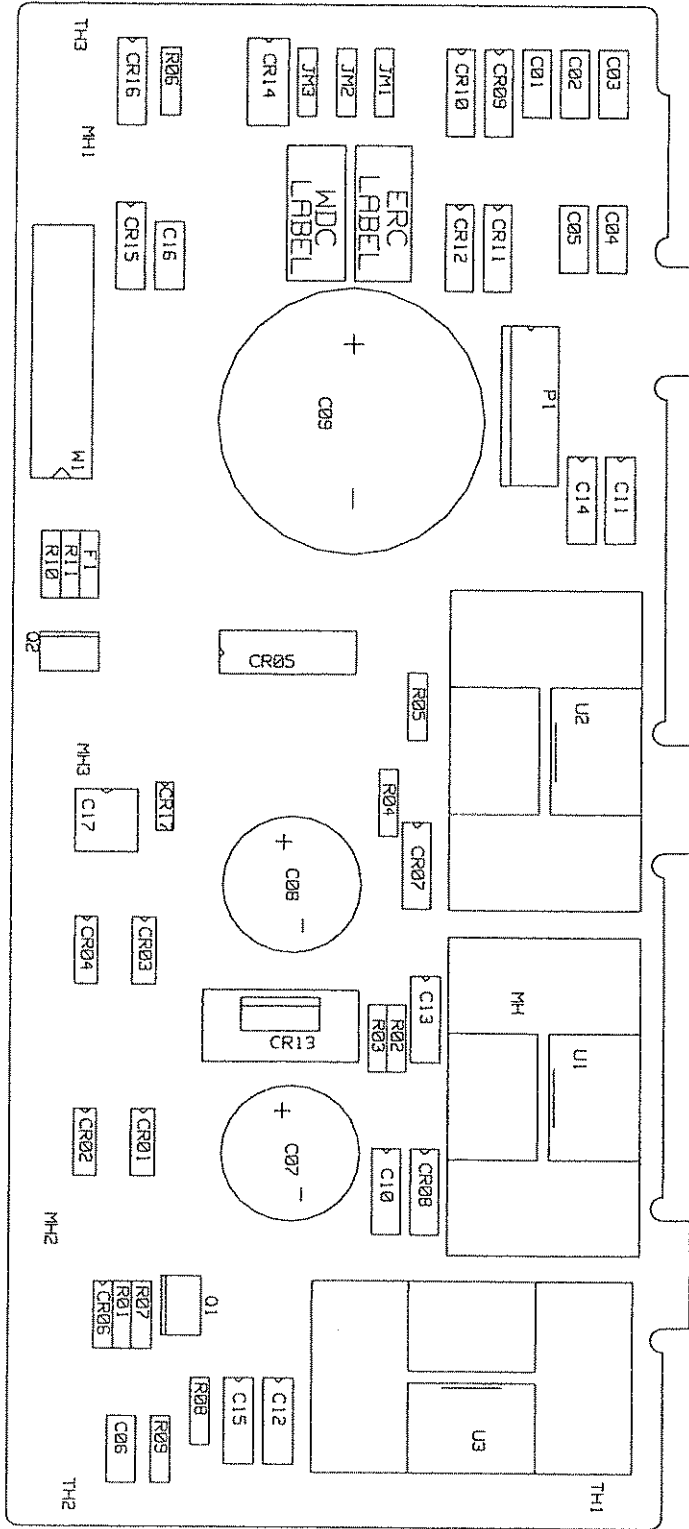 TH3
CR16
R06
CR14
JM3
JM2
JM1
CR10
CR09
C01
C02
C03
MH1
CR15
C16
WDC
LABEL
ERC
LABEL
CR12
CR11
C05
C04
C09
+
-
P1
W1
C14
C11
F1
R11
R10
Q2
CR05
R05
U2
MH3
C17
CR17
R04
CR07
+
C08
-
CR04
CR03
CR13
R03
R02
C13
MW
U1
CR02
CR01
+
C07
-
C10
CR08
MH2
CR06
R01
R07
Q1
R08
C15
C12
U3
C06
R09
TH2
TH1